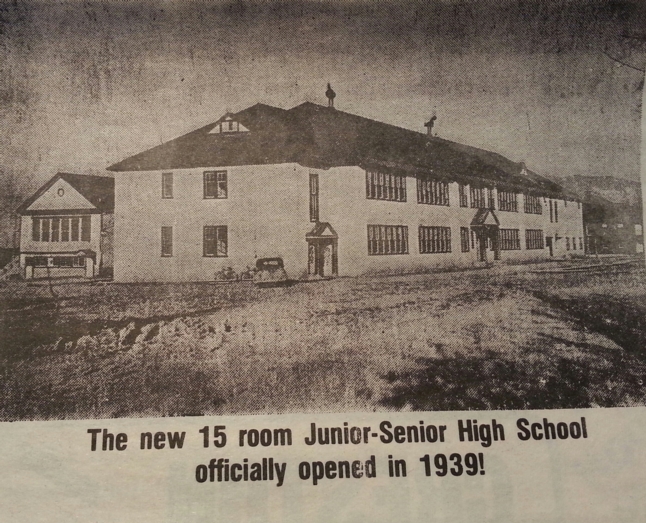 The new 15 room Junior-Senior High School
officially opened in 1939!